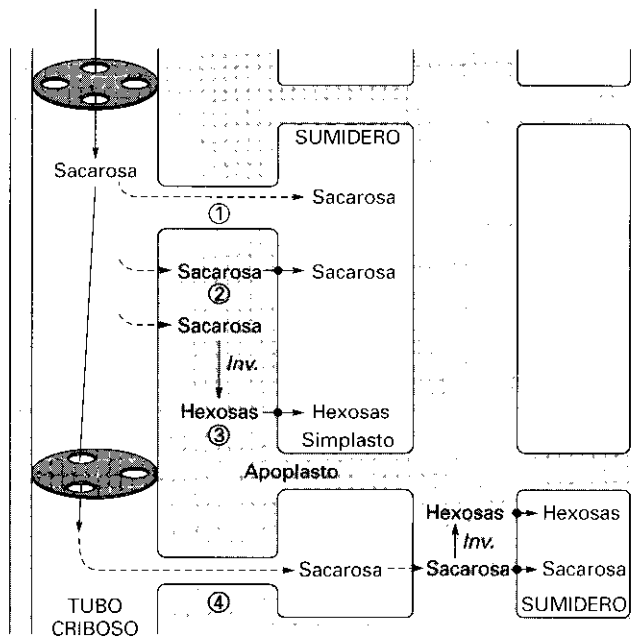 SUMIDERO
Sacarosa
Sacarosa
①
Sacarosa Sacarosa
②
Sacarosa
Inv.
Hexosas Hexosas
③
Simplasto
Apoplasto
Hexosas Hexosas
Inv.
Sacarosa Sacarosa Sacarosa
④
SUMIDERO
TUBO
CRIBOSO